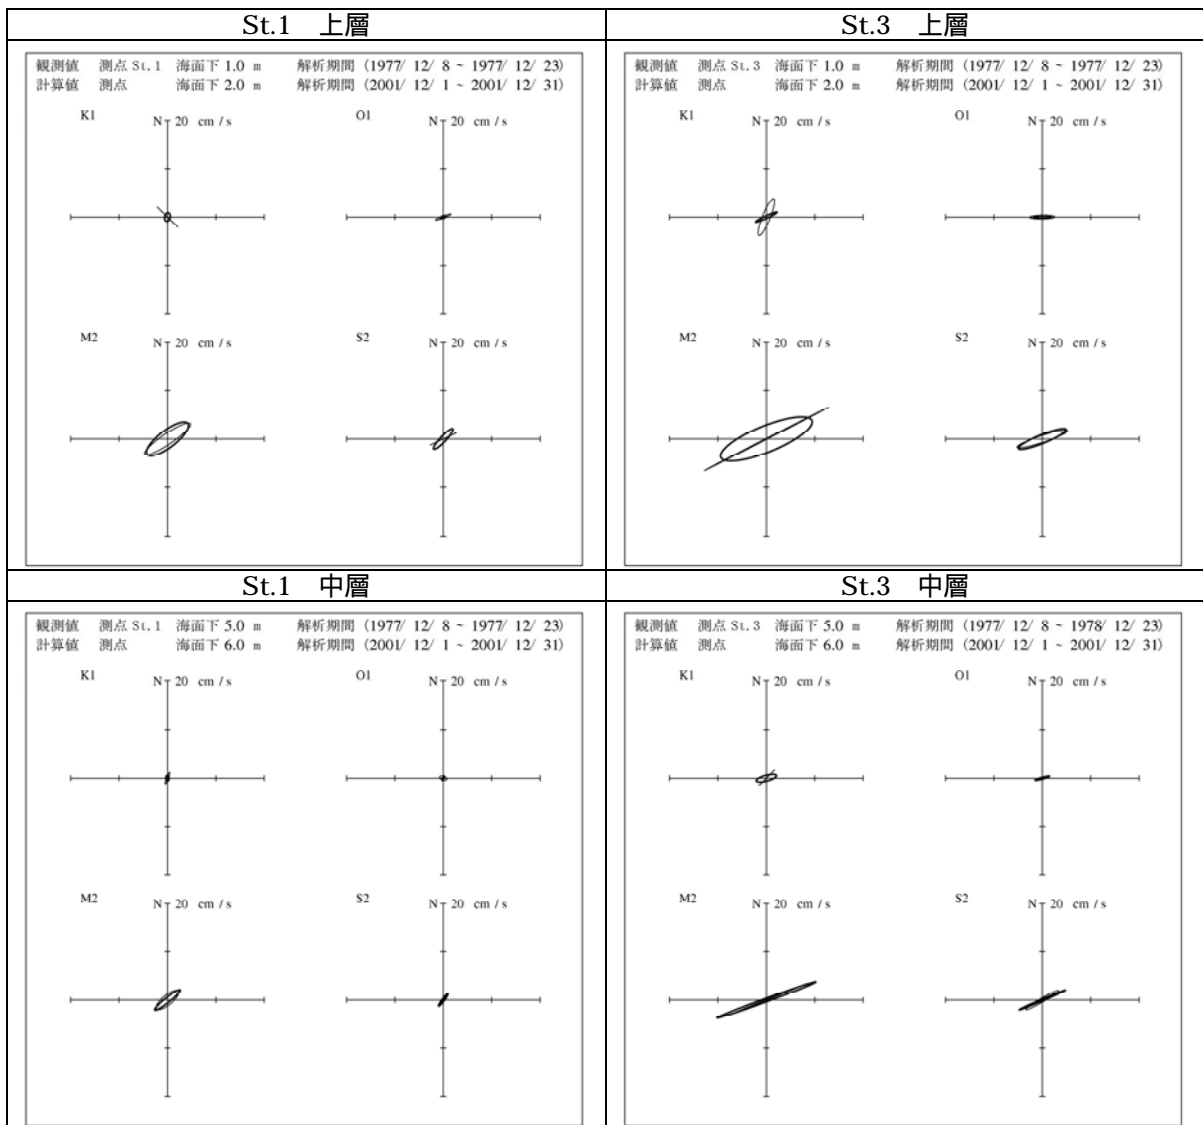 St.1 上層
観測値 測点 St.1 海面下 1.0 m 解析期間 (1977/ 12/ 8 ~ 1977/ 12/ 23)
計算値 測点 海面下 2.0 m 解析期間 (2001/ 12/ 1 ~ 2001/ 12/ 31)
K1 N 20 cm / s O1 N 20 cm / s
M2 N 20 cm / s S2 N 20 cm / s
St.3 上層
観測値 測点 St.3 海面下 1.0 m 解析期間 (1977/ 12/ 8 ~ 1977/ 12/ 23)
計算値 測点 海面下 2.0 m 解析期間 (2001/ 12/ 1 ~ 2001/ 12/ 31)
K1 N 20 cm / s O1 N 20 cm / s
M2 N 20 cm / s S2 N 20 cm / s
St.1 中層
観測値 測点 St.1 海面下 5.0 m 解析期間 (1977/ 12/ 8 ~ 1977/ 12/ 23)
計算値 測点 海面下 6.0 m 解析期間 (2001/ 12/ 1 ~ 2001/ 12/ 31)
K1 N 20 cm / s O1 N 20 cm / s
M2 N 20 cm / s S2 N 20 cm / s
St.3 中層
観測値 測点 St.3 海面下 5.0 m 解析期間 (1977/ 12/ 8 ~ 1978/ 12/ 23)
計算値 測点 海面下 6.0 m 解析期間 (2001/ 12/ 1 ~ 2001/ 12/ 31)
K1 N 20 cm / s O1 N 20 cm / s
M2 N 20 cm / s S2 N 20 cm / s